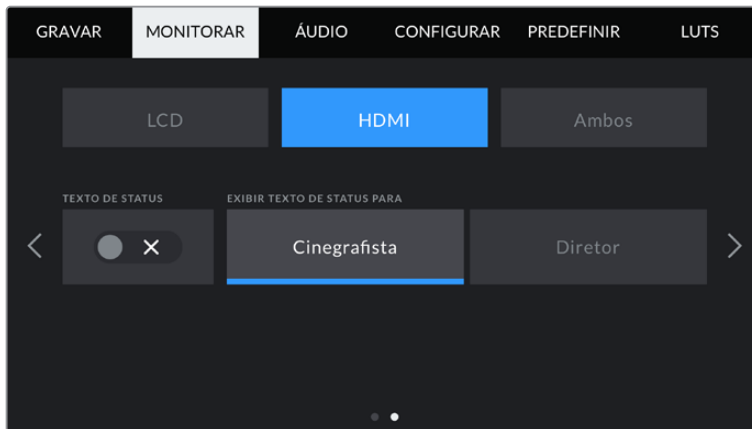 GRAVAR MONITORAR ÁUDIO CONFIGURAR PREDEFINIR LUTS
LCD HDMI Ambos
TEXTO DE STATUS EXIBIR TEXTO DE STATUS PARA
Cinegrafista Diretor